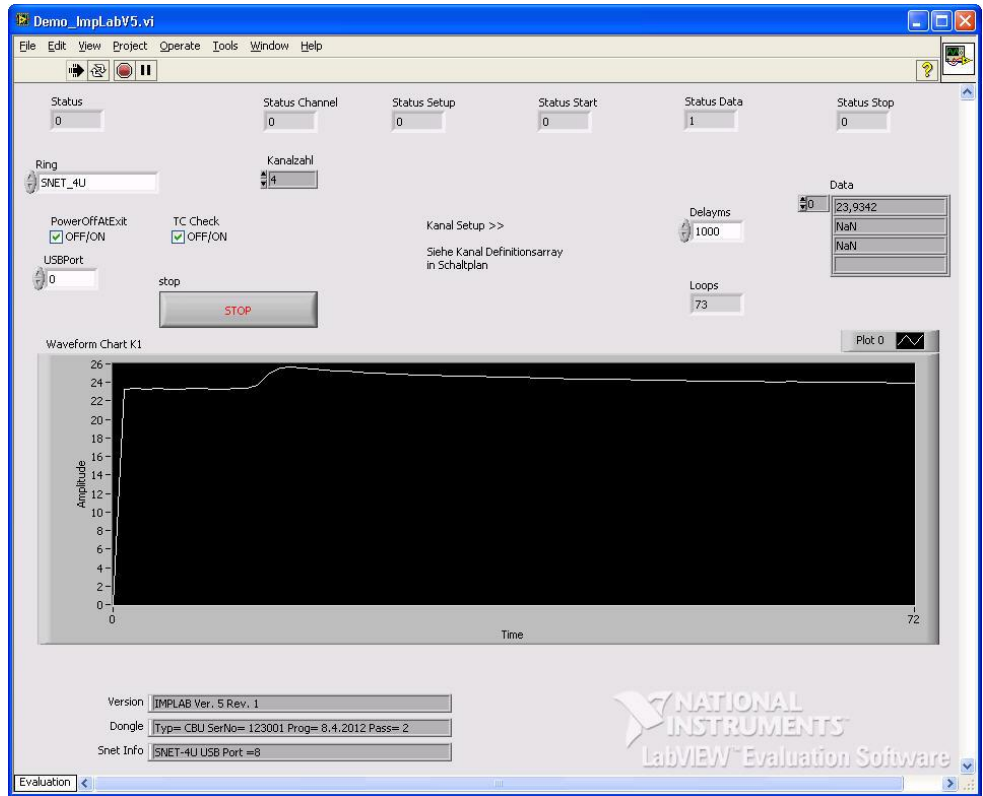 Demo_ImpLabV5.vi
File Edit View Project Operate Tools Window Help
Status
0
Status Channel
0
Status Setup
0
Status Start
0
Status Data
1
Status Stop
0
Ring
SNET_4U
Kanalzahl
4
PowerOffAtExit
OFF/ON
TC Check
OFF/ON
USBPort
0
stop
STOP
Kanal Setup >>
Siehe Kanal Definitionsarray
in Schaltplan
Delayms
1000
Loops
73
Data
0
23,9342
NaN
NaN
Waveform Chart K1
Plot 0
Amplitude
26
24
22
20
18
16
14
12
10
8
6
4
2
0
0
72
Time
Version IMPLAB Ver. 5 Rev. 1
Dongle Typ= CBU SerNo= 123001 Prog= 8.4.2012 Pass= 2
Snet Info SNET-4U USB Port =8
NATIONAL
INSTRUMENTS
LabVIEW™ Evaluation Software
Evaluation